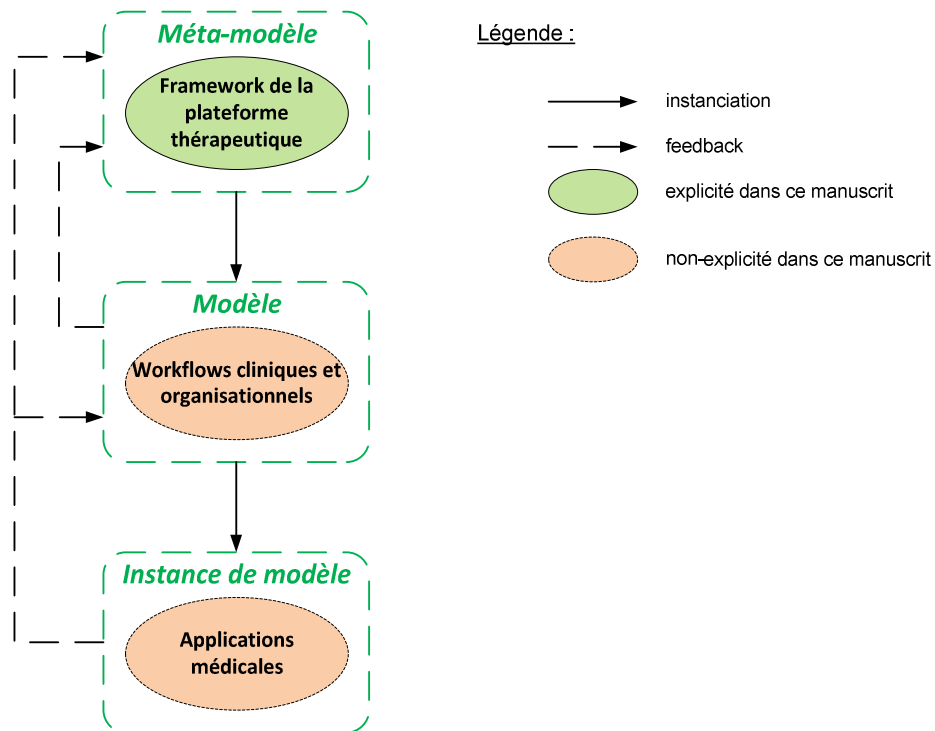 Méta-modèle
Framework de la
plateforme
thérapeutique
Modèle
Workflows cliniques et
organisationnels
Instance de modèle
Applications
médicales
Légende :
instanciation
feedback
explicité dans ce manuscrit
non-explicité dans ce manuscrit